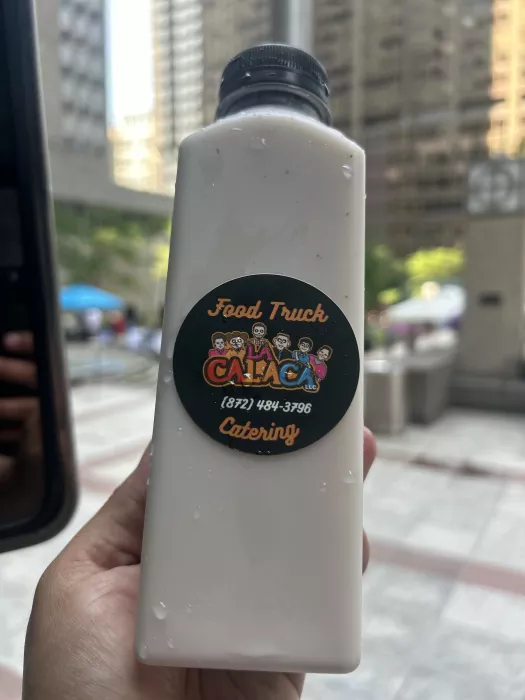 Food Truck
LA
CALACA
LLC
(872) 484-3796
Catering